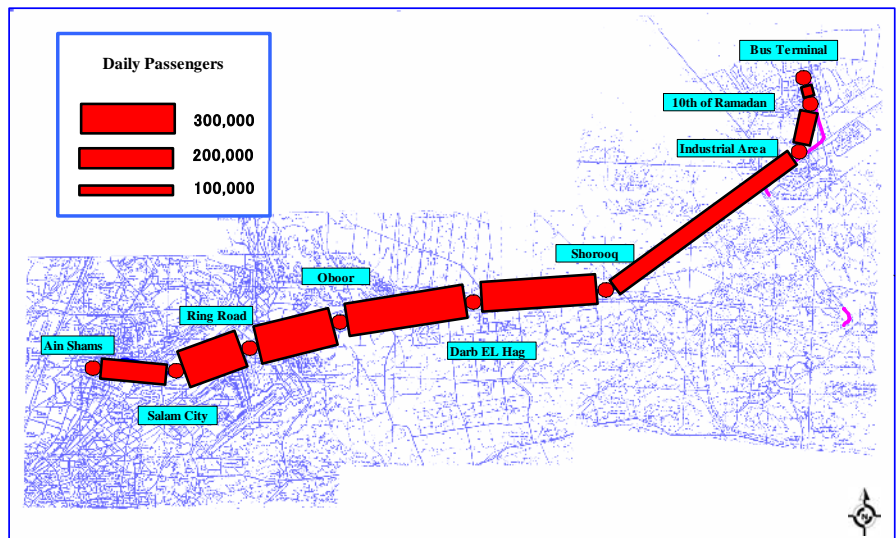 Daily Passengers
300,000
200,000
100,000
Bus Terminal
10th of Ramadan
Industrial Area
Shorooq
Oboor
Ring Road
Ain Shams
Darb EL Hag
Salam City
N